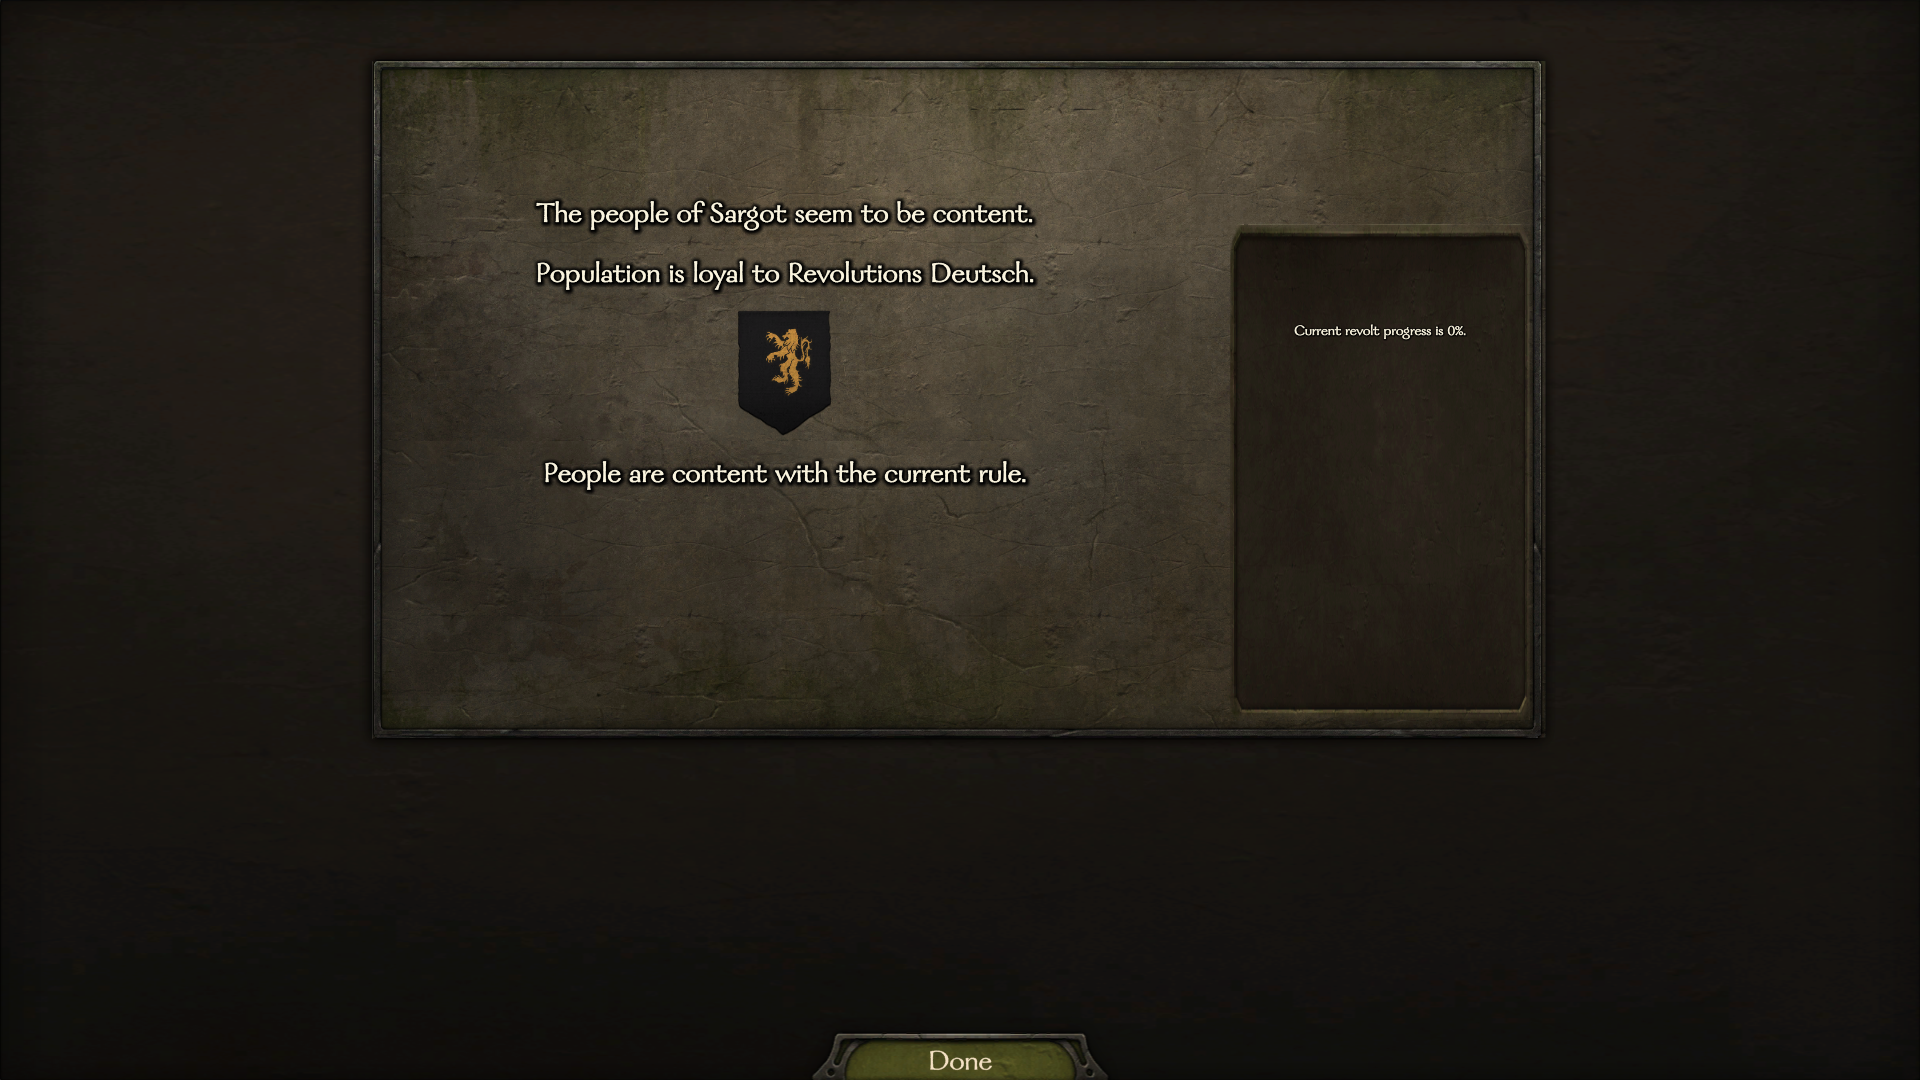 The people of Sargot seem to be content.
Population is loyal to Revolutions Deutsch.
People are content with the current rule.
Current revolt progress is 0%.
Done